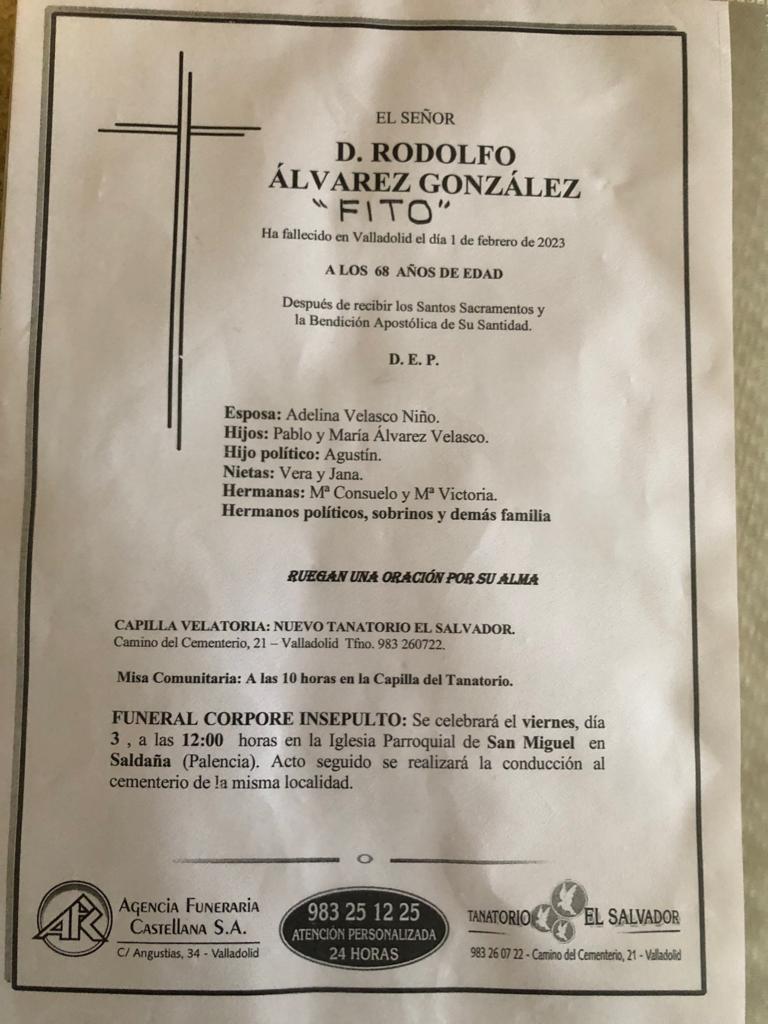 EL SEÑOR
D. RODOLFO
ÁLVAREZ GONZÁLEZ
"FITO"
Ha fallecido en Valladolid el día 1 de febrero de 2023
A LOS 68 AÑOS DE EDAD
Después de recibir los Santos Sacramentos y
la Bendición Apostólica de Su Santidad.
D. E. P.
Esposa: Adelina Velasco Niño.
Hijos: Pablo y María Álvarez Velasco.
Hijo político: Agustín.
Nietas: Vera y Jana.
Hermanas: Mª Consuelo y Mª Victoria.
Hermanos políticos, sobrinos y demás familia
RUEGAN UNA ORACIÓN POR SU ALMA
CAPILLA VELATORIA: NUEVO TANATORIO EL SALVADOR.
Camino del Cementerio, 21 – Valladolid Tfno. 983 260722.
Misa Comunitaria: A las 10 horas en la Capilla del Tanatorio.
FUNERAL CORPORE INSEPULTO: Se celebrará el viernes, día
3 , a las 12:00 horas en la Iglesia Parroquial de San Miguel en
Saldaña (Palencia). Acto seguido se realizará la conducción al
cementerio de la misma localidad.
AGENCIA FUNERARIA
CASTELLANA S.A.
C/ Angustias, 34 - Valladolid
983 25 12 25
ATENCIÓN PERSONALIZADA
24 HORAS
TANATORIO EL SALVADOR
983 26 07 22 - Camino del Cementerio, 21 - Valladolid